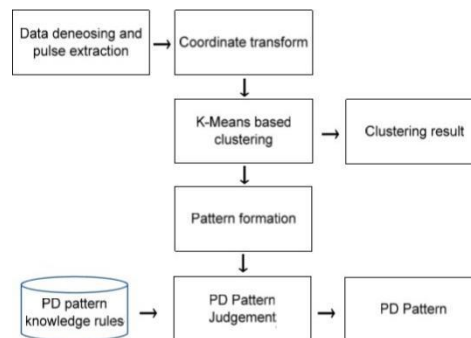 Data deneosing and
pulse extraction
Coordinate transform
K-Means based
clustering
Clustering result
Pattern formation
PD pattern
knowledge rules
PD Pattern
Judgement
PD Pattern